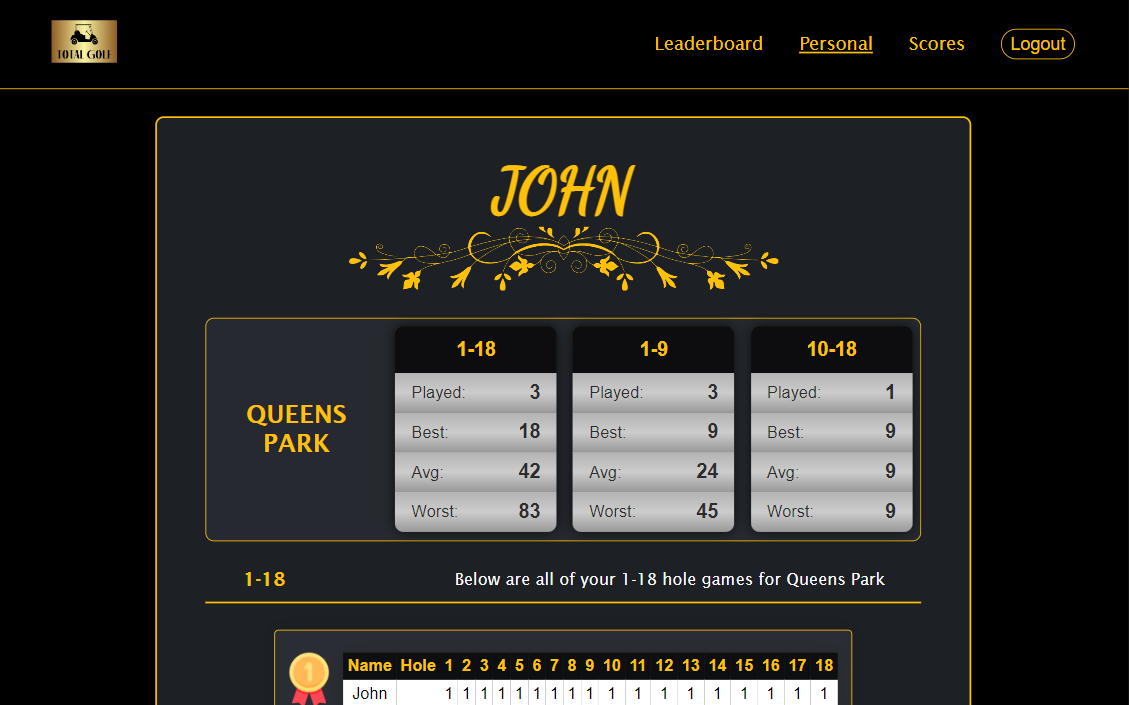 TOTAL GOLF
Leaderboard Personal Scores Logout
JOHN
QUEENS
PARK
1-18
Played: 3
Best: 18
Avg: 42
Worst: 83
1-9
Played: 3
Best: 9
Avg: 24
Worst: 45
10-18
Played: 1
Best: 9
Avg: 9
Worst: 9
1-18 Below are all of your 1-18 hole games for Queens Park
1
Name Hole 1 2 3 4 5 6 7 8 9 10 11 12 13 14 15 16 17 18
John 1 1 1 1 1 1 1 1 1 1 1 1 1 1 1 1 1 1